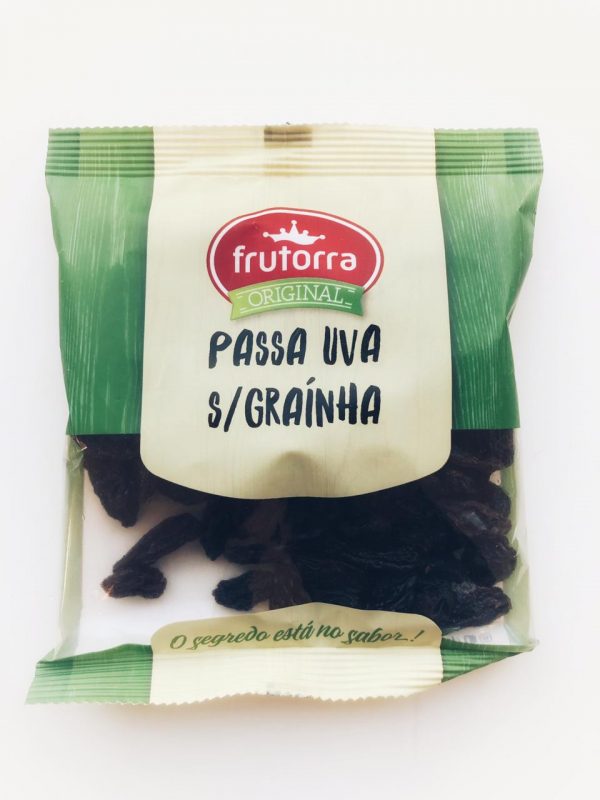 frutorra
ORIGINAL
PASSA UVA
S/GRAÍNHA
O segredo está no sabor!